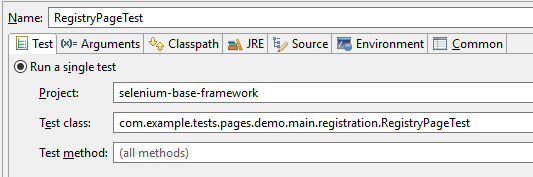 Name: RegistryPageTest
Test (x)= Arguments Classpath JRE Source Environment Common
Run a single test
Project: selenium-base-framework
Test class: com.example.tests.pages.demo.main.registration.RegistryPageTest
Test method: (all methods)